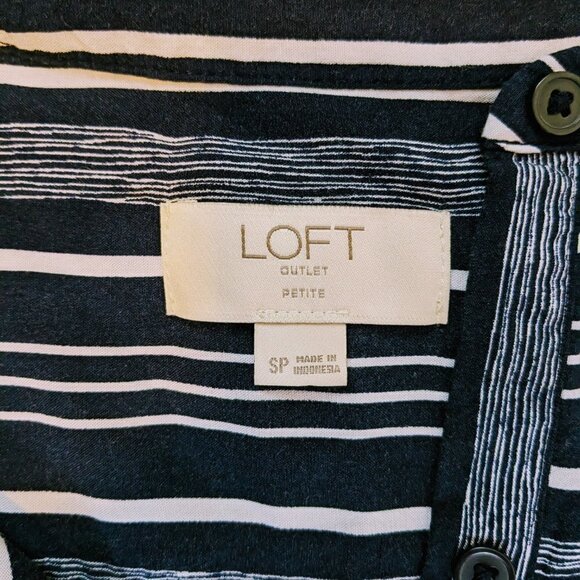 LOFT
OUTLET
PETITE
SP MADE IN
INDONESIA